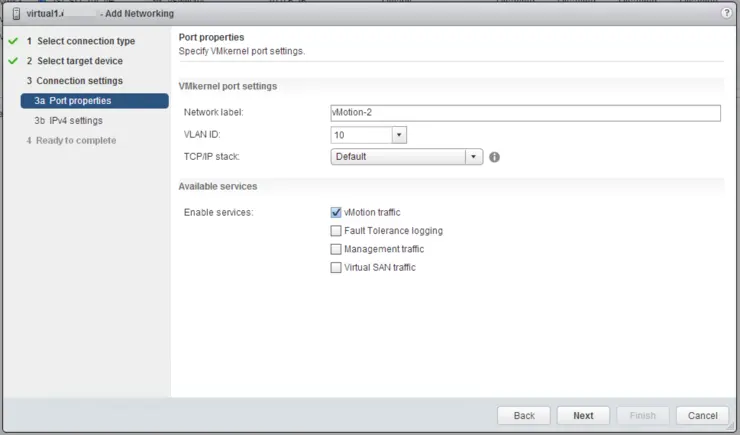 virtual1. - Add Networking
?
1 Select connection type
2 Select target device
3 Connection settings
3a Port properties
3b IPv4 settings
4 Ready to complete
Port properties
Specify VMkernel port settings.
VMkernel port settings
Network label: vMotion-2
VLAN ID: 10
TCP/IP stack: Default
Available services
Enable services: vMotion traffic
Fault Tolerance logging
Management traffic
Virtual SAN traffic
Back Next Finish Cancel